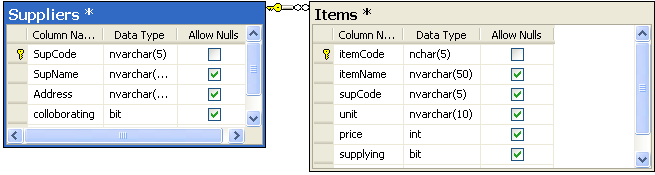 Suppliers *
Column Na... Data Type Allow Nulls
SupCode nvarchar(5)
SupName nvarchar(...
Address nvarchar(...
colloborating bit
Items *
Column N... Data Type Allow Nulls
itemCode nchar(5)
itemName nvarchar(50)
supCode nvarchar(5)
unit nvarchar(10)
price int
supplying bit